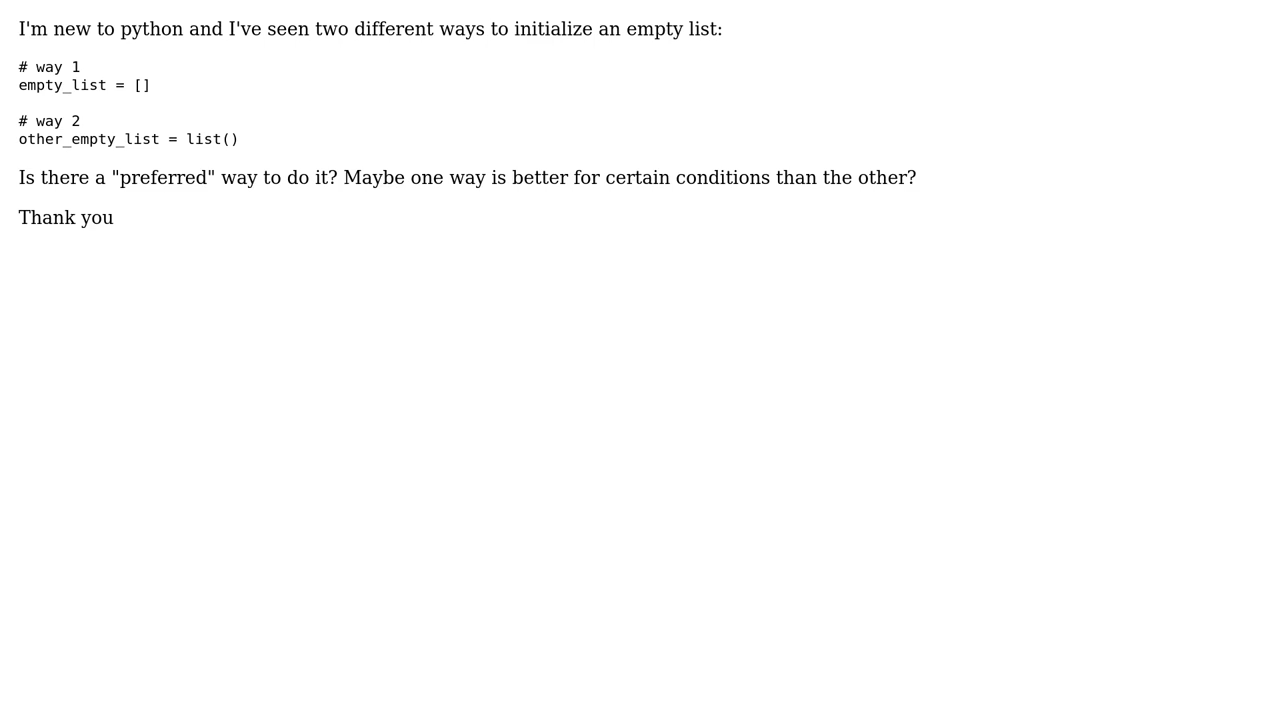 I'm new to python and I've seen two different ways to initialize an empty list:
# way 1
empty_list = []
# way 2
other_empty_list = list()
Is there a "preferred" way to do it? Maybe one way is better for certain conditions than the other?
Thank you